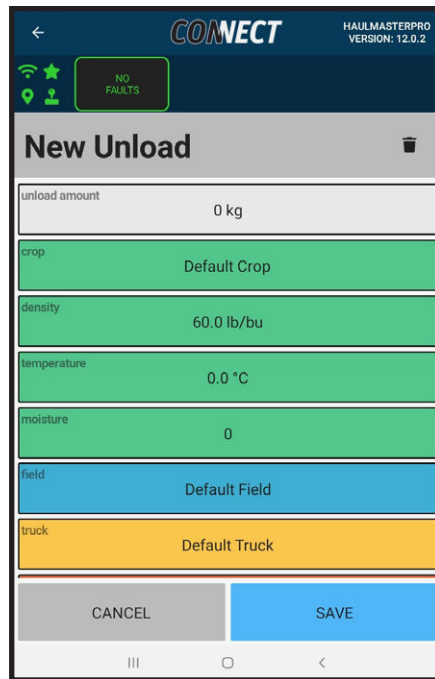 CONNECT
HAULMASTERPRO
VERSION: 12.0.2
NO
FAULTS
New Unload
unload amount
0 kg
crop
Default Crop
density
60.0 lb/bu
temperature
0.0 °C
moisture
0
field
Default Field
truck
Default Truck
CANCEL
SAVE